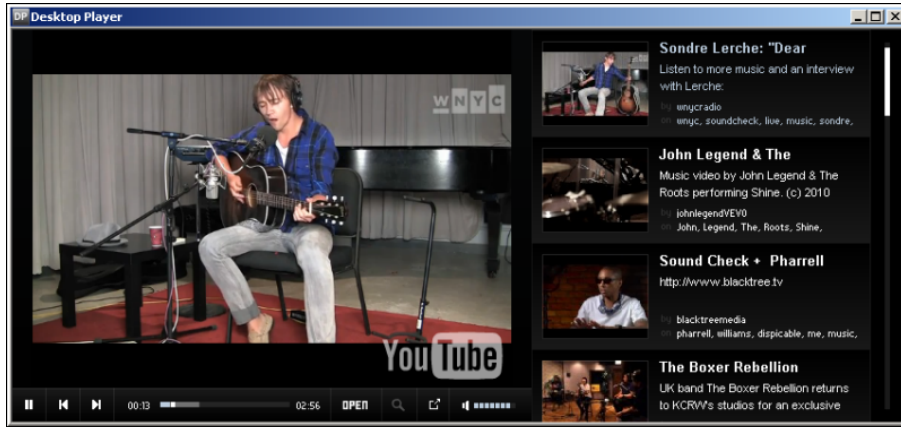 DP Desktop Player
WNYC
YouTube
00:13
02:56
OPEN
Sondre Lerche: "Dear
Listen to more music and an interview
with Lerche:
by wnycradio
on wnyc, soundcheck, live, music, sondre,
John Legend & The
Music video by John Legend & The
Roots performing Shine. (c) 2010
by johnlegendVEVO
on John, Legend, The, Roots, Shine,
Sound Check + Pharrell
http://www.blacktree.tv
by blacktreemedia
on pharrell, williams, dispicable, me, music,
The Boxer Rebellion
UK band The Boxer Rebellion returns
to KCRW's studios for an exclusive